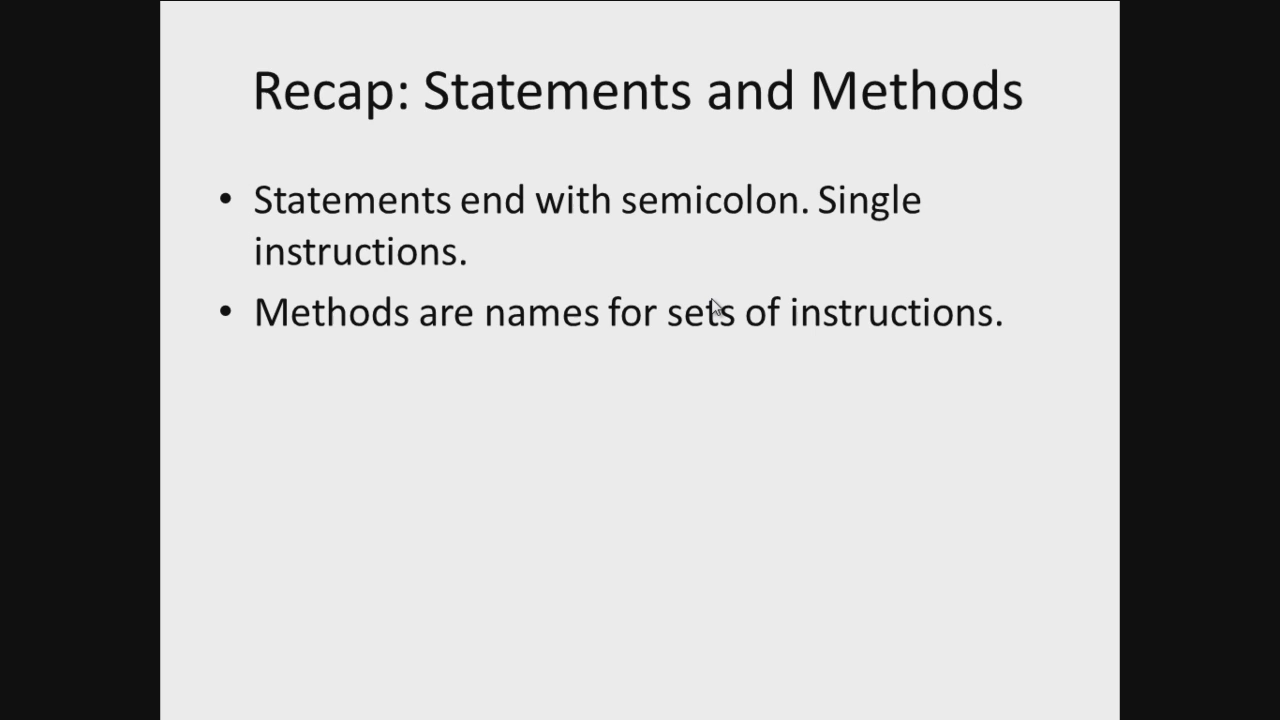 Recap: Statements and Methods
• Statements end with semicolon. Single
instructions.
• Methods are names for sets of instructions.